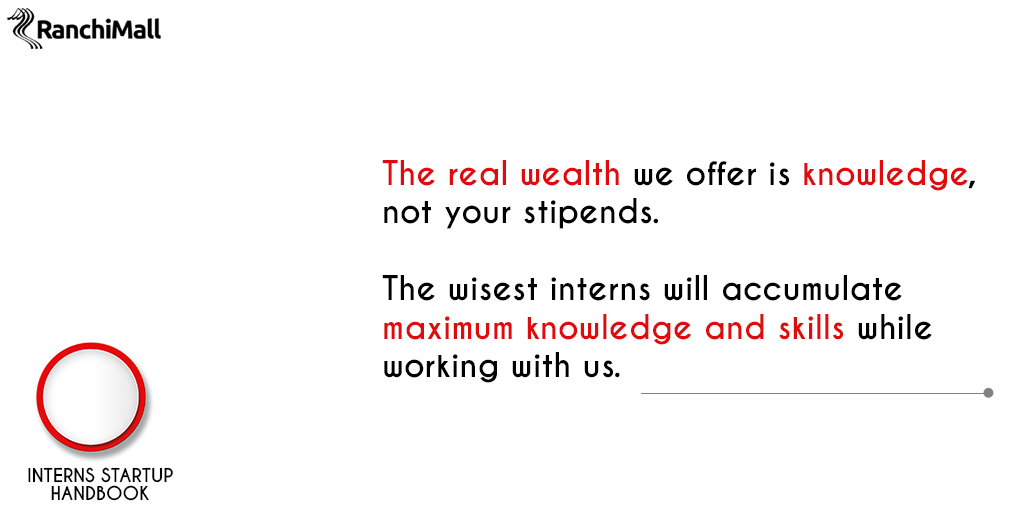 RanchiMall
The real wealth we offer is knowledge,
not your stipends.
The wisest interns will accumulate
maximum knowledge and skills while
working with us.
INTERNS STARTUP
HANDBOOK